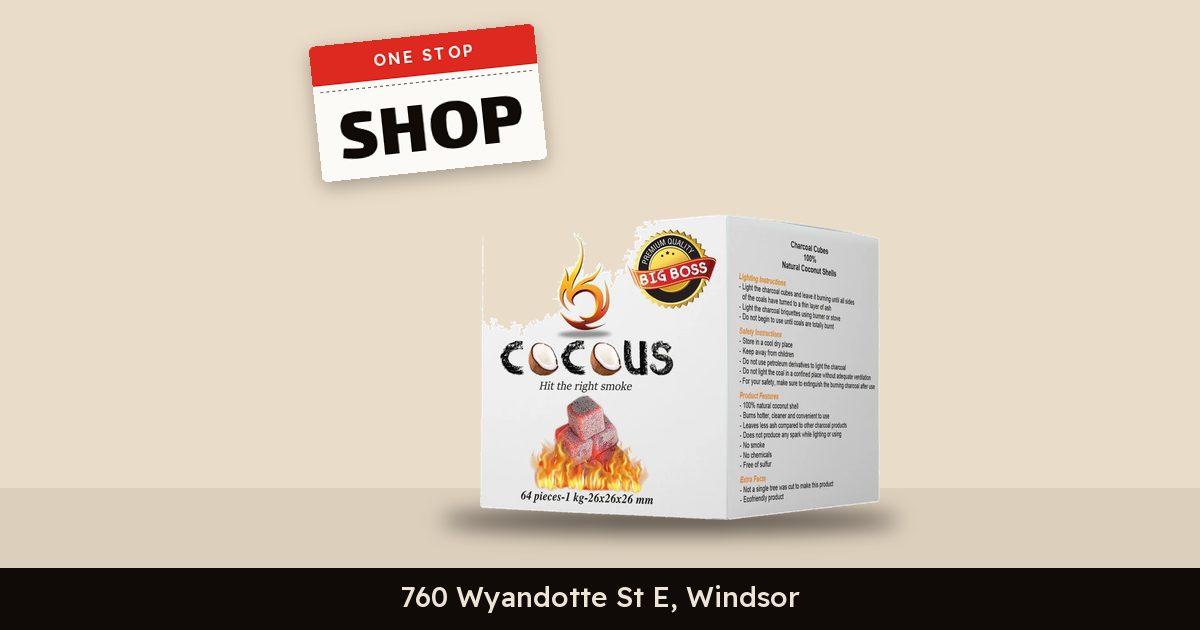 ONE STOP
SHOP
PREMIUM QUALITY
BIG BOSS
COCOUS
Hit the right smoke
64 pieces-1 kg-26x26x26 mm
Charcoal Cubes
100%
Natural Coconut Shells
Lighting Instructions
- Light the charcoal cubes and leave it burning until all sides
of the coals have turned to a thin layer of ash
- Light the charcoal briquettes using burner or stove
- Do not begin to use until coals are totally burnt
Safety Instructions
- Store in a cool dry place
- Keep away from children
- Do not use petroleum derivatives to light the charcoal
- Do not light the coal in a confined place without adequate ventilation
- For your safety, make sure to extinguish the burning charcoal after use
Product Features
- 100% natural coconut shell
- Burns hotter, cleaner and convenient to use
- Leaves less ash compared to other charcoal products
- Does not produce any spark while lighting or using
- No smoke
- No chemicals
- Free of sulfur
Extra Facts
- Not a single tree was cut to make this product
- Ecofriendly product
760 Wyandotte St E, Windsor